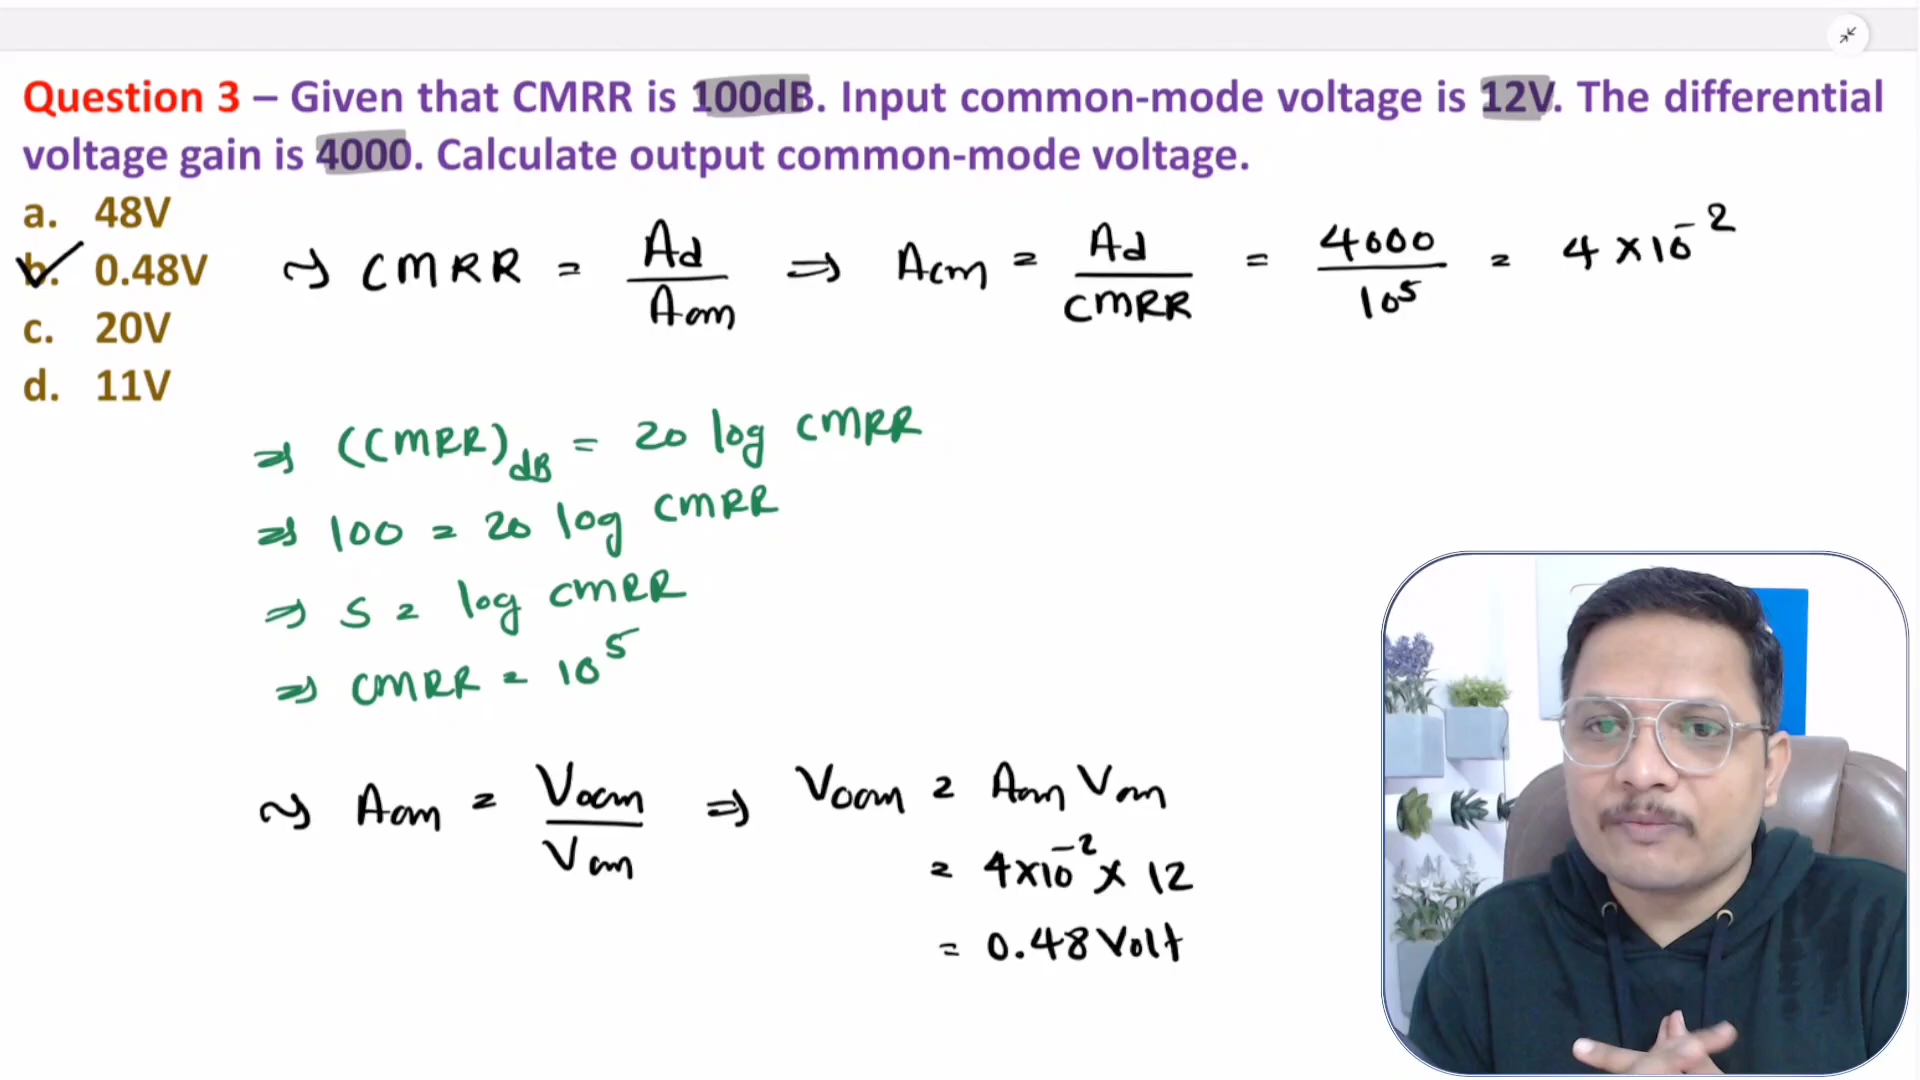 Question 3 – Given that CMRR is 100dB. Input common-mode voltage is 12V. The differential
voltage gain is 4000. Calculate output common-mode voltage.
a. 48V
b. 0.48V
c. 20V
d. 11V
~> CMRR = Ad / Acm => Acm = Ad / CMRR = 4000 / 10^5 = 4 × 10^-2
=> (CMRR)dB = 20 log CMRR
=> 100 = 20 log CMRR
=> 5 = log CMRR
=> CMRR = 10^5
~> Acm = Vocm / Vcm => Vocm = Acm Vcm
= 4×10^-2 × 12
= 0.48 Volt